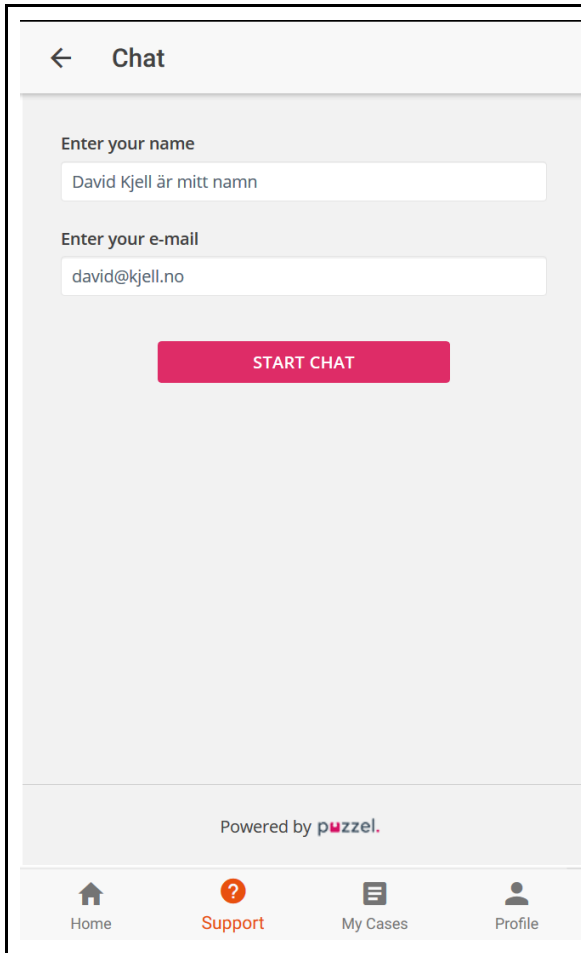 Chat
Enter your name
David Kjell är mitt namn
Enter your e-mail
david@kjell.no
START CHAT
Powered by puzzel.
Home Support My Cases Profile